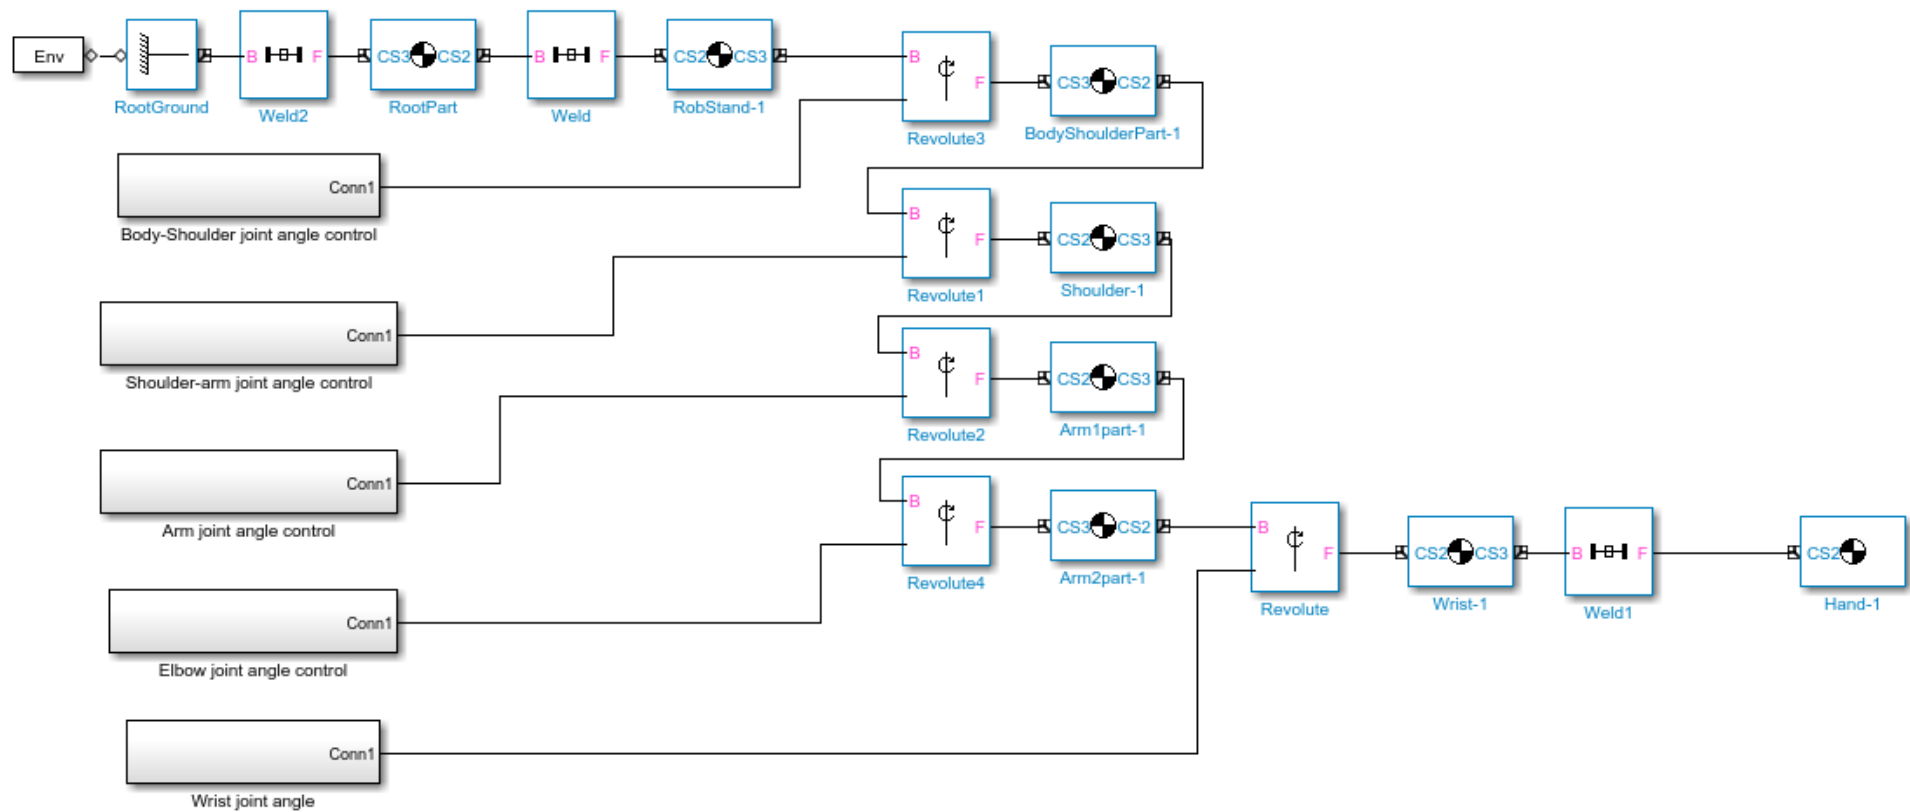 Env
RootGround
B F
Weld2
CS3 CS2
RootPart
B F
Weld
CS2 CS3
RobStand-1
B
F
Revolute3
CS3 CS2
BodyShoulderPart-1
Conn1
Body-Shoulder joint angle control
B
F
Revolute1
CS2 CS3
Shoulder-1
Conn1
Shoulder-arm joint angle control
B
F
Revolute2
CS2 CS3
Arm1part-1
Conn1
Arm joint angle control
B
F
Revolute4
CS3 CS2
Arm2part-1
B
F
Revolute
CS2 CS3
Wrist-1
B F
Weld1
CS2
Hand-1
Conn1
Elbow joint angle control
Conn1
Wrist joint angle